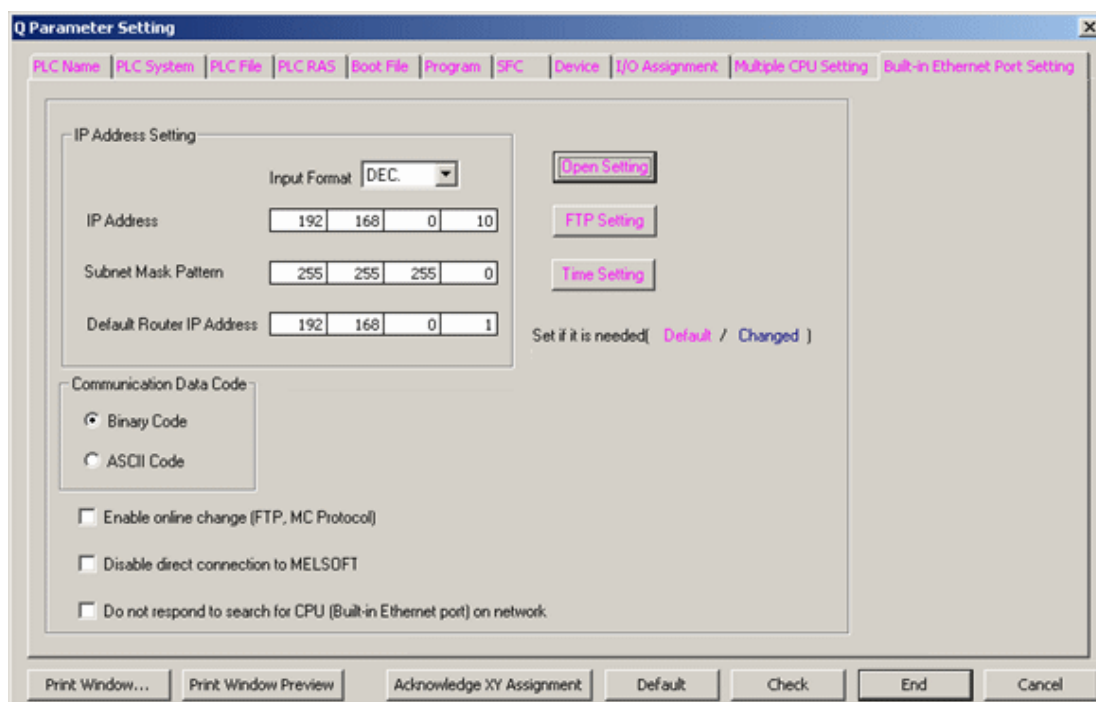 Q Parameter Setting
PLC Name PLC System PLC File PLC RAS Boot File Program SFC Device I/O Assignment Multiple CPU Setting Built-in Ethernet Port Setting
IP Address Setting
Input Format DEC.
Open Setting
IP Address 192 168 0 10
FTP Setting
Subnet Mask Pattern 255 255 255 0
Time Setting
Default Router IP Address 192 168 0 1
Set if it is needed( Default / Changed )
Communication Data Code
Binary Code
ASCII Code
Enable online change (FTP, MC Protocol)
Disable direct connection to MELSOFT
Do not respond to search for CPU (Built-in Ethernet port) on network
Print Window... Print Window Preview Acknowledge XY Assignment Default Check End Cancel